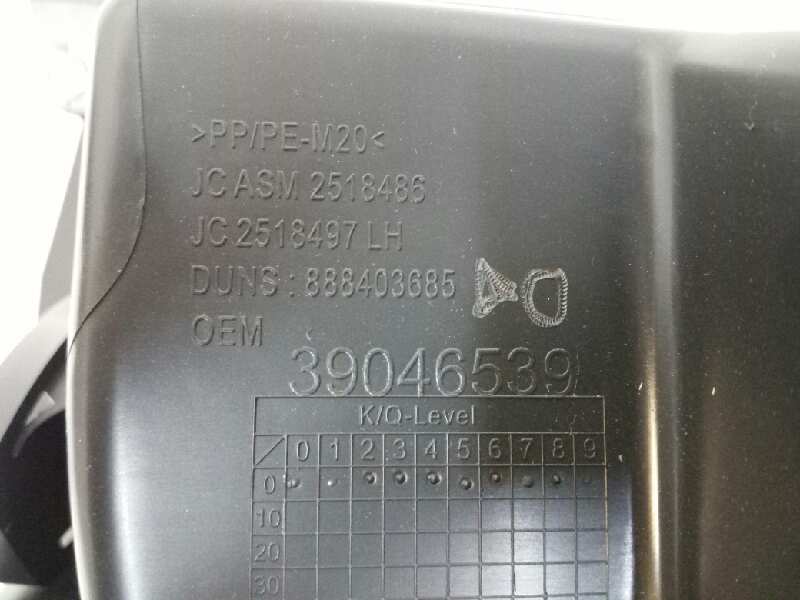 >PP/PE-M20<
JC ASM 2518486
JC 2518497 LH
DUNS : 888403685
OEM
39046539
K/Q-Level
0 1 2 3 4 5 6 7 8 9
0
10
20
30